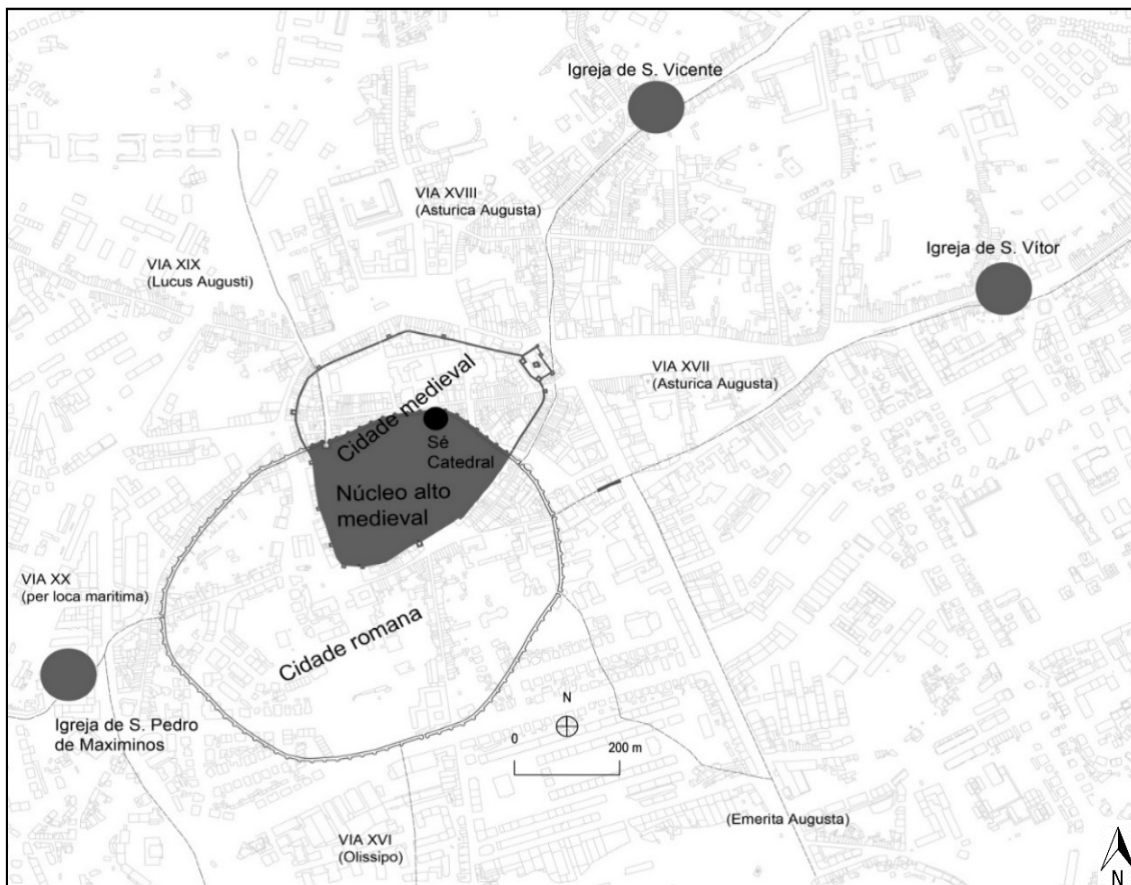 Igreja de S. Vicente
VIA XVIII
(Asturica Augusta)
Igreja de S. Vítor
VIA XIX
(Lucus Augusti)
VIA XVII
(Asturica Augusta)
Cidade medieval
Sé
Catedral
Núcleo alto
medieval
VIA XX
(per loca maritima)
Cidade romana
Igreja de S. Pedro
de Maximinos
N
0
200 m
VIA XVI
(Olissipo)
(Emerita Augusta)
N